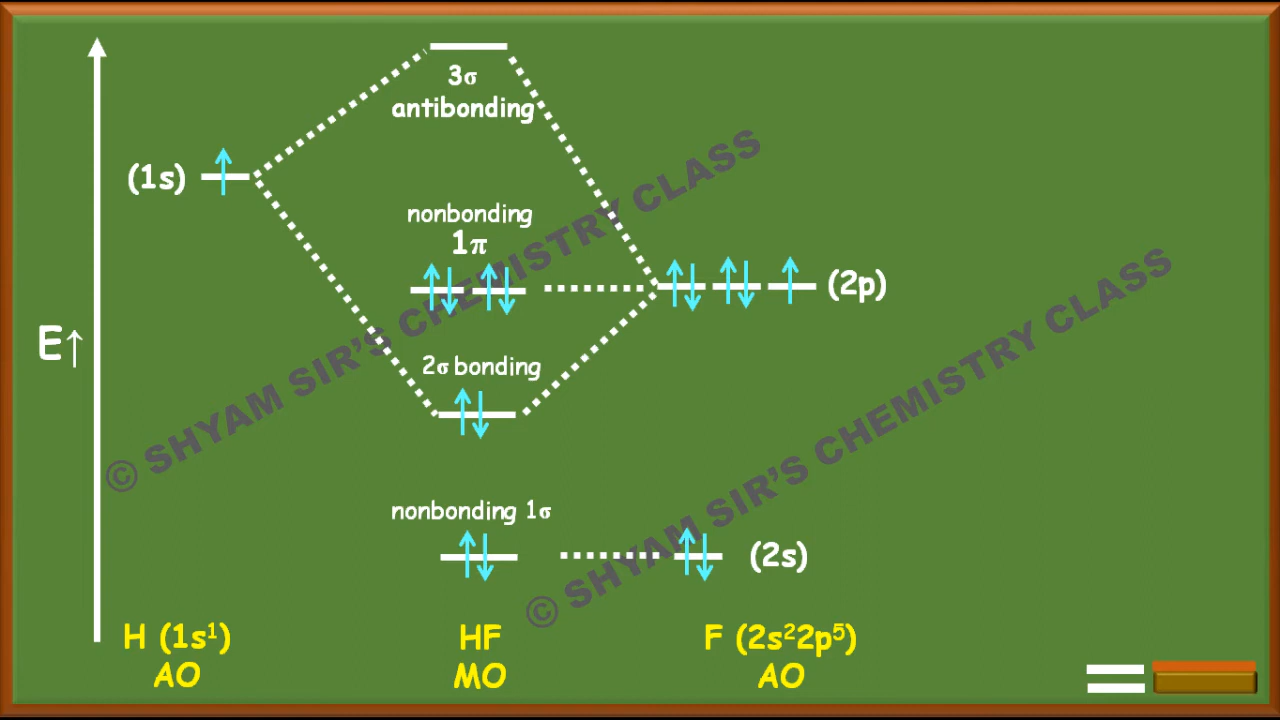 3σ
antibonding
(1s)
nonbonding
1π
(2p)
E↑
2σ bonding
nonbonding 1σ
(2s)
H (1s¹)
AO
HF
MO
F (2s²2p⁵)
AO
© SHYAM SIR'S CHEMISTRY CLASS
© SHYAM SIR'S CHEMISTRY CLASS